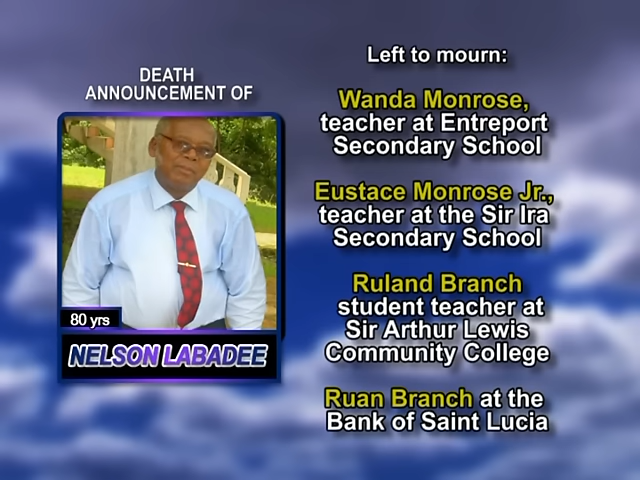 DEATH
ANNOUNCEMENT OF
80 yrs
NELSON LABADEE
Left to mourn:
Wanda Monrose,
teacher at Entreport
Secondary School
Eustace Monrose Jr.,
teacher at the Sir Ira
Secondary School
Ruland Branch
student teacher at
Sir Arthur Lewis
Community College
Ruan Branch at the
Bank of Saint Lucia